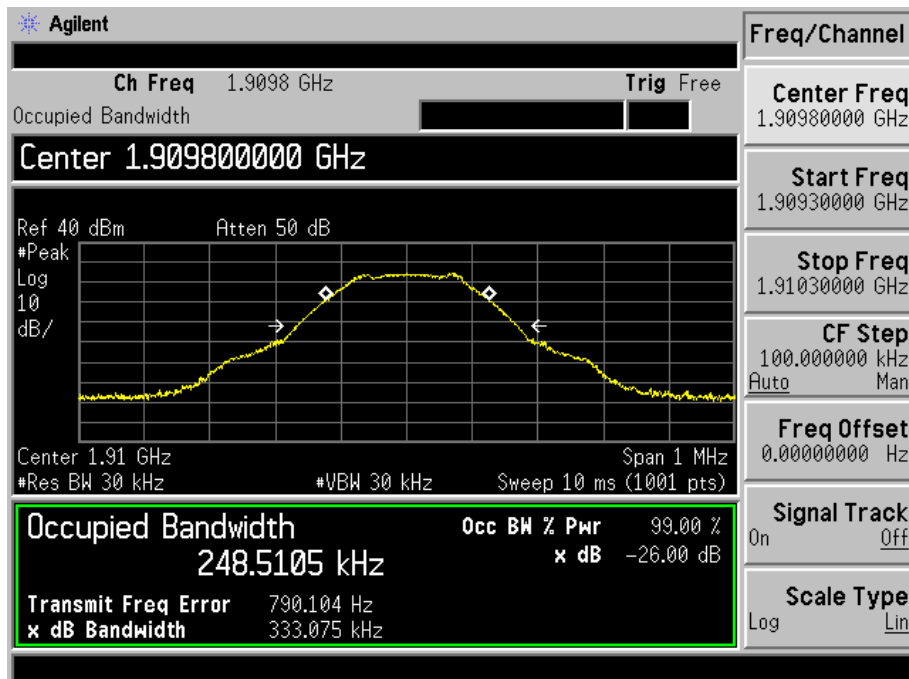 Agilent
Ch Freq 1.9098 GHz Trig Free
Occupied Bandwidth
Center 1.909800000 GHz
Ref 40 dBm Atten 50 dB
#Peak
Log
10
dB/
Center 1.91 GHz Span 1 MHz
#Res BW 30 kHz #VBW 30 kHz Sweep 10 ms (1001 pts)
Occupied Bandwidth
248.5105 kHz
Occ BW % Pwr 99.00 %
x dB -26.00 dB
Transmit Freq Error 790.104 Hz
x dB Bandwidth 333.075 kHz
Freq/Channel
Center Freq
1.90980000 GHz
Start Freq
1.90930000 GHz
Stop Freq
1.91030000 GHz
CF Step
100.000000 kHz
Auto Man
Freq Offset
0.00000000 Hz
Signal Track
On Off
Scale Type
Log Lin